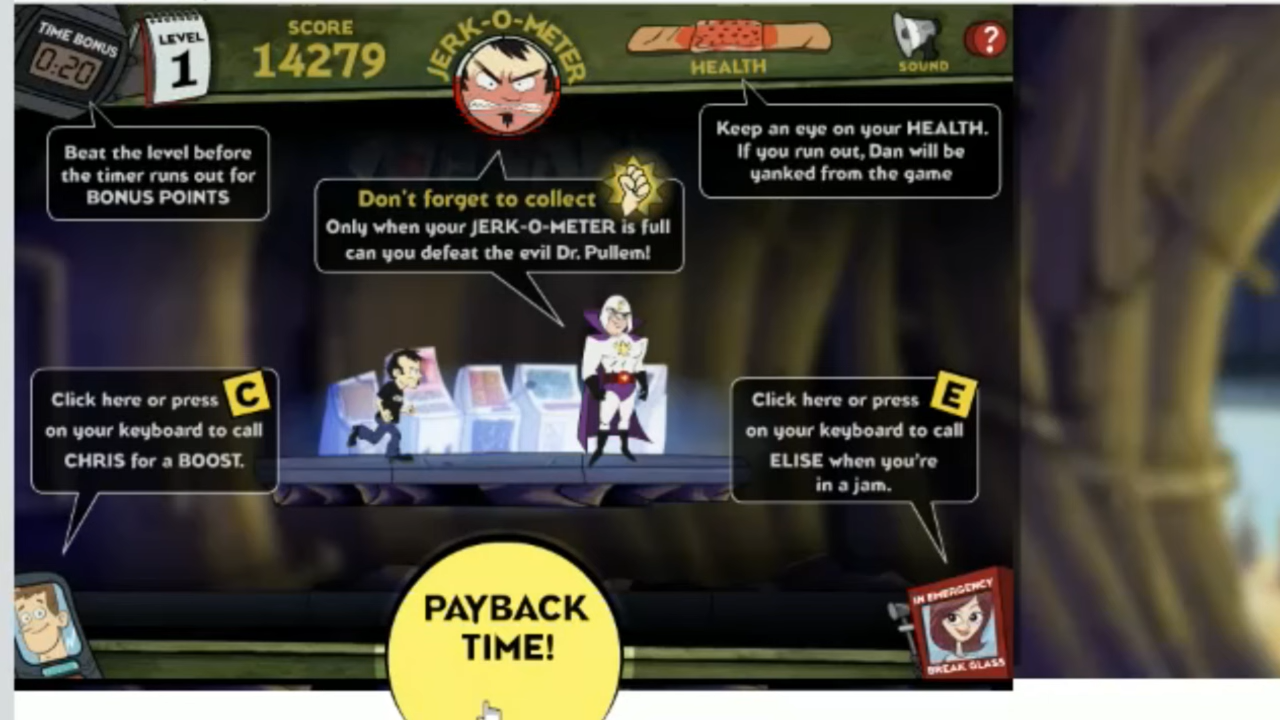 TIME BONUS
0:20
LEVEL
1
SCORE
14279
JERK-O-METER
HEALTH
SOUND
?
Beat the level before
the timer runs out for
BONUS POINTS
Don't forget to collect
Only when your JERK-O-METER is full
can you defeat the evil Dr. Pullem!
Keep an eye on your HEALTH.
If you run out, Dan will be
yanked from the game
Click here or press C
on your keyboard to call
CHRIS for a BOOST.
Click here or press E
on your keyboard to call
ELISE when you're
in a jam.
PAYBACK
TIME!
IN EMERGENCY
BREAK GLASS